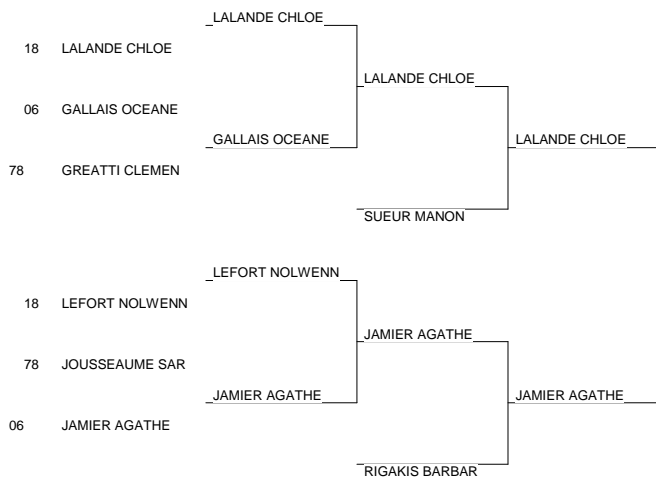 LALANDE CHLOE
18 LALANDE CHLOE
LALANDE CHLOE
06 GALLAIS OCEANE
GALLAIS OCEANE
LALANDE CHLOE
78 GREATTI CLEMEN
SUEUR MANON
LEFORT NOLWENN
18 LEFORT NOLWENN
JAMIER AGATHE
78 JOUSSEAUME SAR
JAMIER AGATHE
JAMIER AGATHE
06 JAMIER AGATHE
RIGAKIS BARBAR